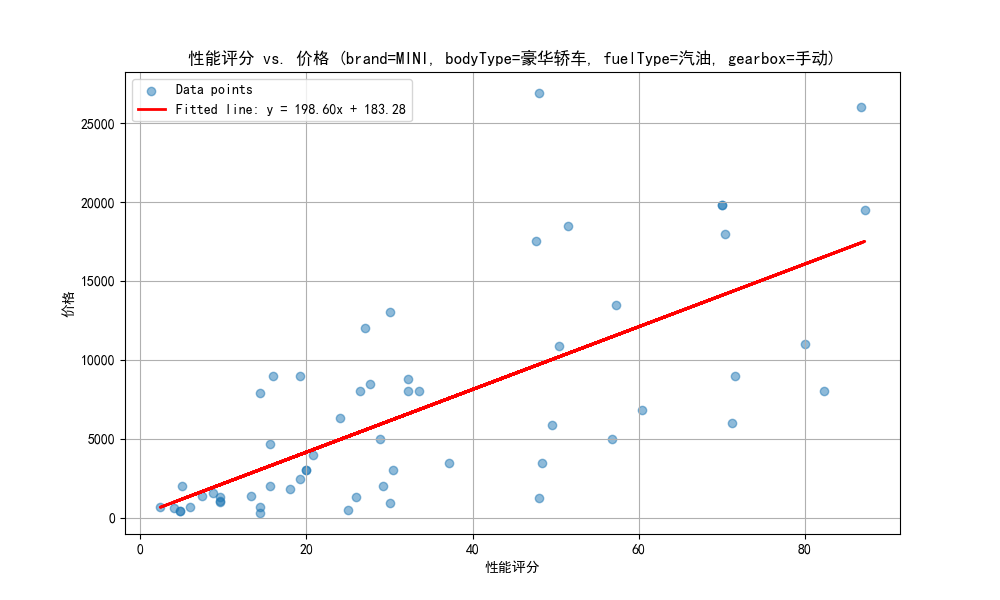 性能评分 vs. 价格 (brand=MINI, bodyType=豪华轿车, fuelType=汽油, gearbox=手动)
Data points
Fitted line: y = 198.60x + 183.28
25000
20000
15000
10000
5000
0
价格
0 20 40 60 80
性能评分